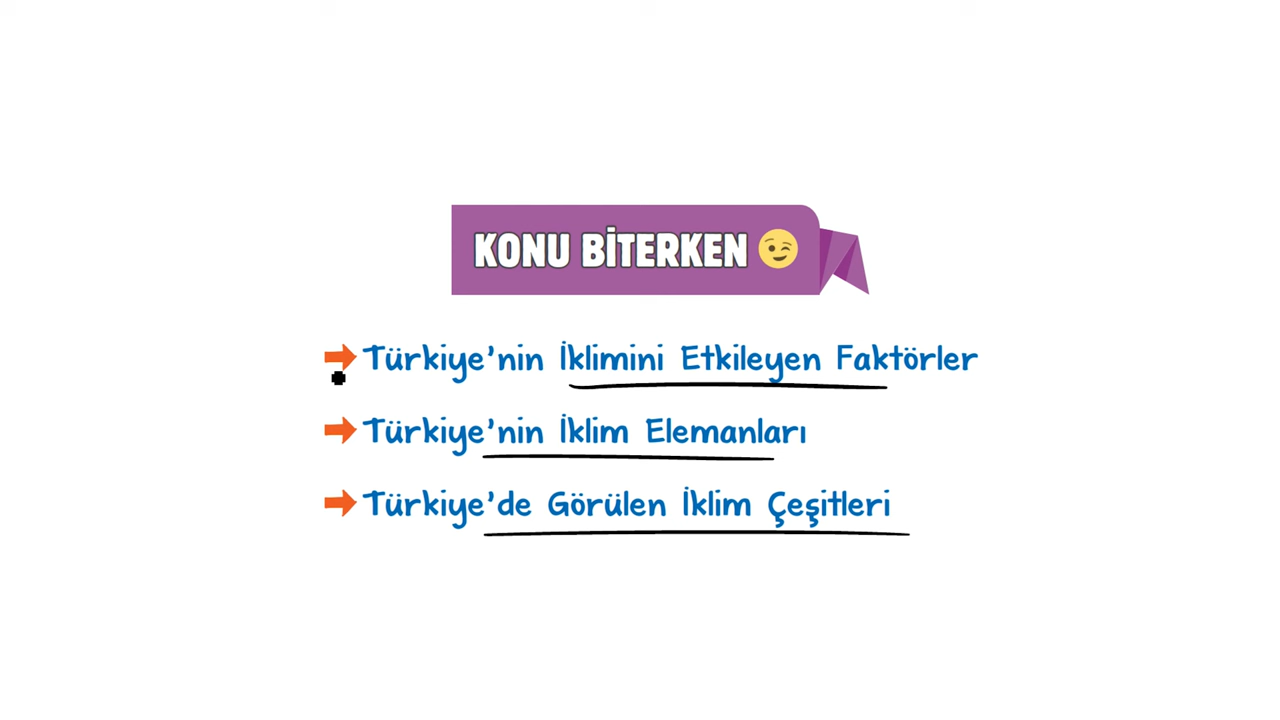 KONU BİTERKEN
Türkiye'nin İklimini Etkileyen Faktörler
Türkiye'nin İklim Elemanları
Türkiye'de Görülen İklim Çeşitleri